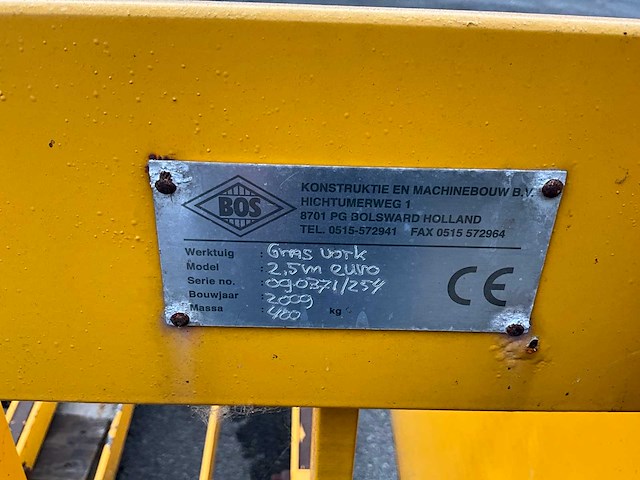 BOS
KONSTRUKTIE EN MACHINEBOUW B.V.
HICHTUMERWEG 1
8701 PG BOLSWARD HOLLAND
TEL. 0515-572941 FAX 0515 572964
Werktuig : Gras vork
Model : 2,5m euro
Serie no. : 090371/254
Bouwjaar : 2009
Massa : 400 kg
CE